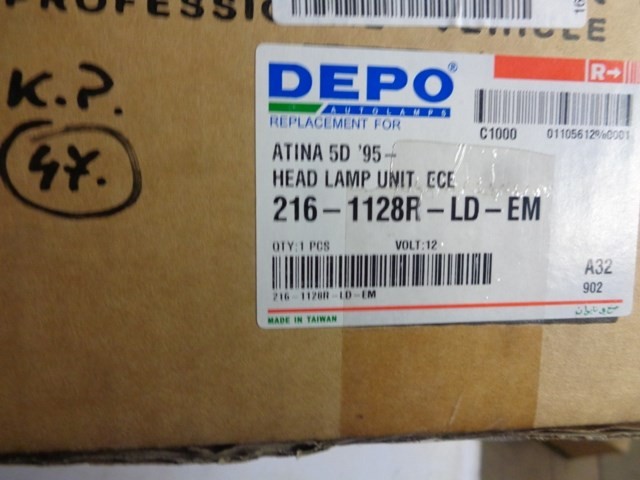 VEHICLE
K.P.
47.
DEPO®
AUTOLAMPS
REPLACEMENT FOR
R→
C1000
ATINA 5D '95-
HEAD LAMP UNIT ECE
216-1128R-LD-EM
QTY:1 PCS VOLT:12
216-1128R-LD-EM
A32
902
MADE IN TAIWAN